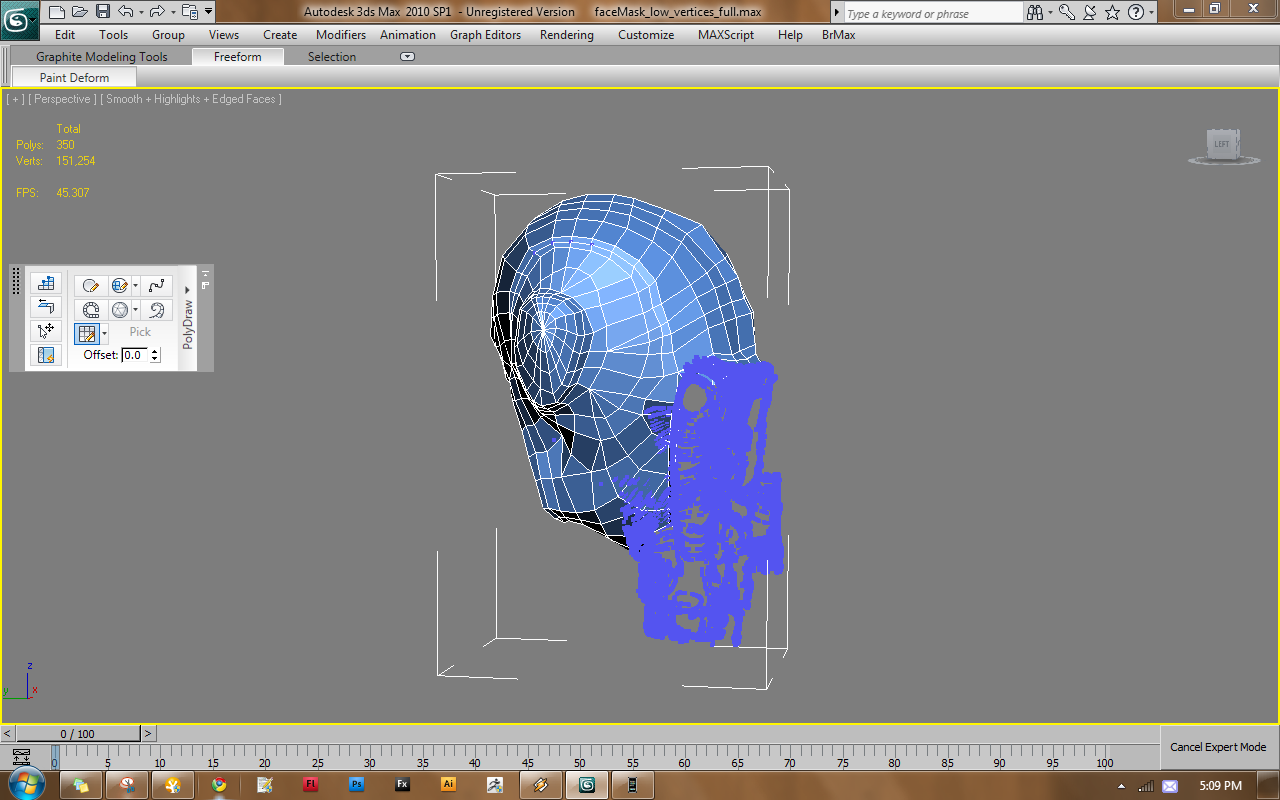 Autodesk 3ds Max 2010 SP1 - Unregistered Version faceMask_low_vertices_full.max
Type a keyword or phrase
Edit Tools Group Views Create Modifiers Animation Graph Editors Rendering Customize MAXScript Help BrMax
Graphite Modeling Tools Freeform Selection
Paint Deform
[ + ] [ Perspective ] [ Smooth + Highlights + Edged Faces ]
Total
Polys: 350
Verts: 151,254
FPS: 45.307
LEFT
Pick
Offset: 0.0
PolyDraw
z
y x
< 0 / 100 >
0 5 10 15 20 25 30 35 40 45 50 55 60 65 70 75 80 85 90 95 100
Cancel Expert Mode
Fl Ps Fx Ai
5:09 PM